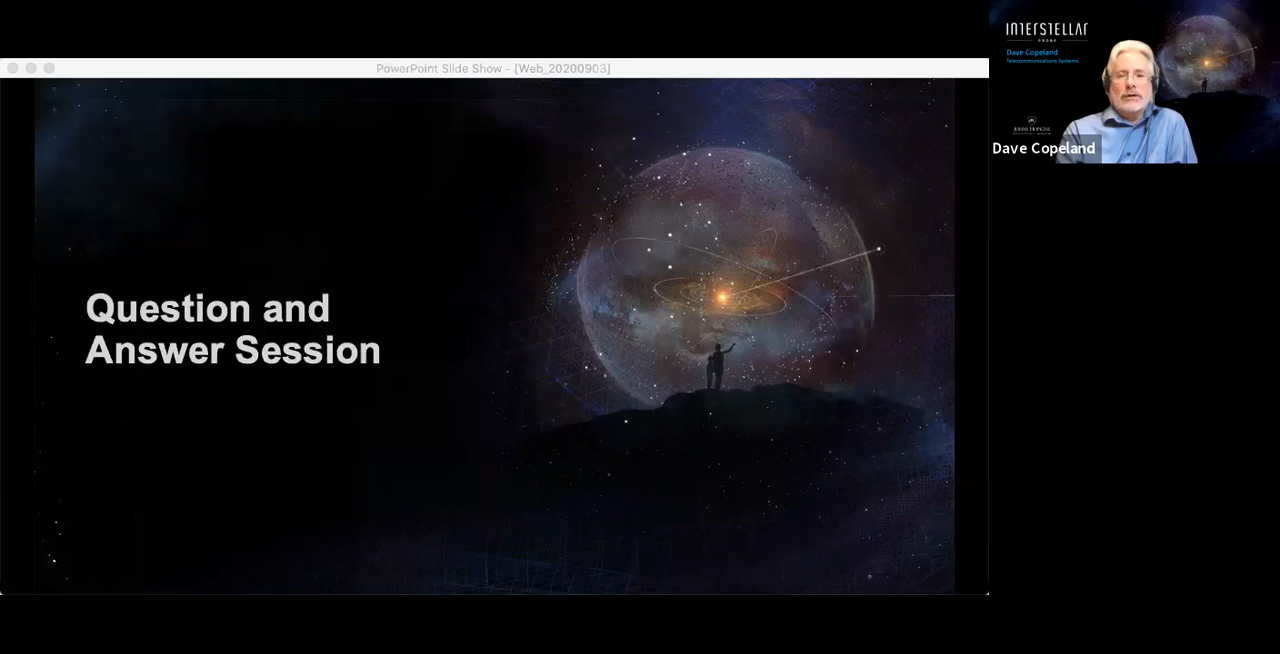 PowerPoint Slide Show - [Web_20200903]
Question and
Answer Session
INTERSTELLAR
PROBE
Dave Copeland
Telecommunications Systems
JOHNS HOPKINS
Dave Copeland